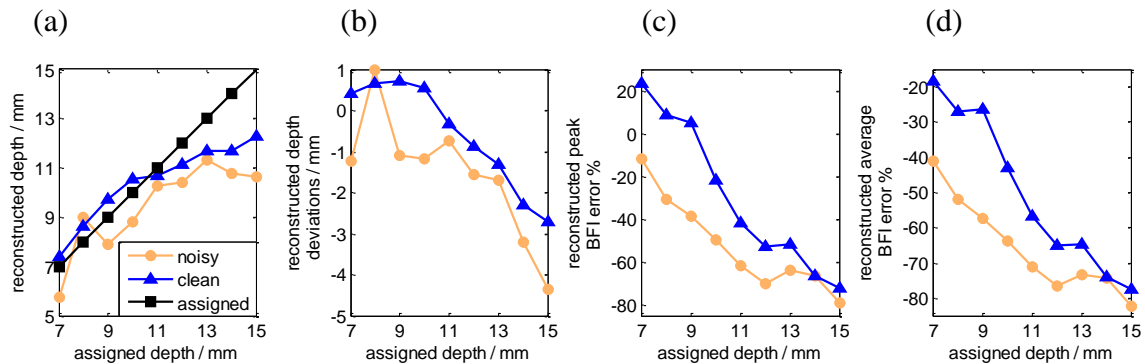 (a)
(b)
(c)
(d)
15
13
11
9
7
5
reconstructed depth / mm
noisy
clean
assigned
7 9 11 13 15
assigned depth / mm
1
0
-1
-2
-3
-4
-5
reconstructed depth
deviations / mm
7 9 11 13 15
assigned depth / mm
20
0
-20
-40
-60
-80
reconstructed peak
BFI error %
7 9 11 13 15
assigned depth / mm
-20
-30
-40
-50
-60
-70
-80
reconstructed average
BFI error %
7 9 11 13 15
assigned depth / mm